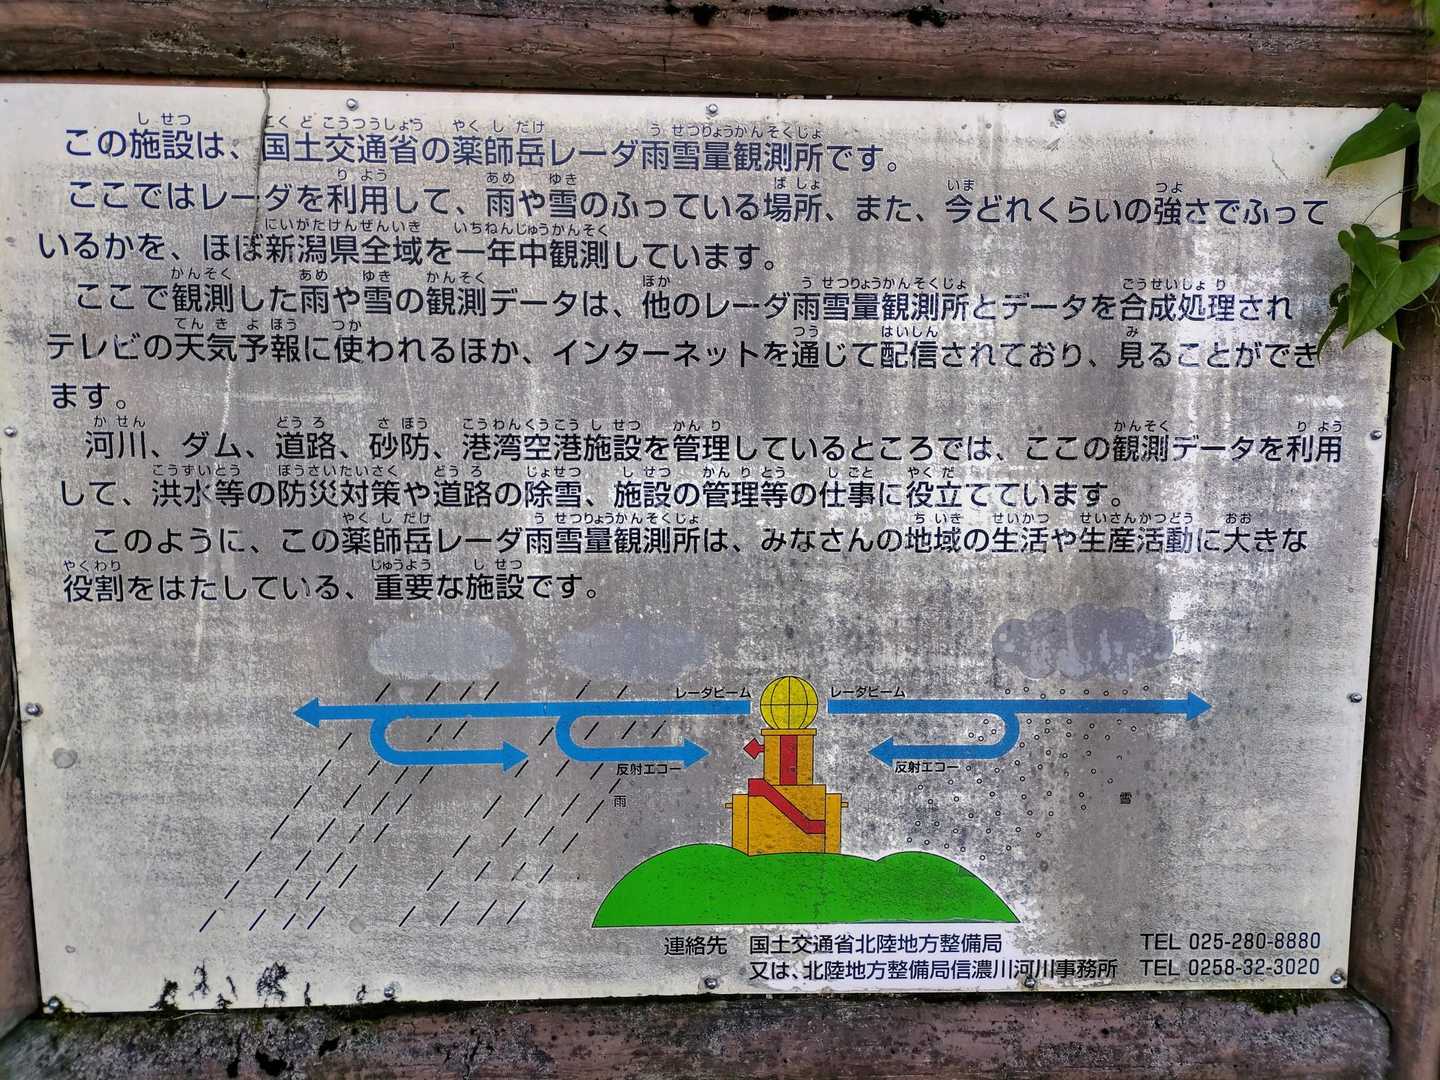 この施設は、国土交通省の薬師岳レーダ雨雪量観測所です。
ここではレーダを利用して、雨や雪のふっている場所、また、今どれくらいの強さでふって
いるかを、ほぼ新潟県全域を一年中観測しています。
ここで観測した雨や雪の観測データは、他のレーダ雨雪量観測所とデータを合成処理され
テレビの天気予報に使われるほか、インターネットを通じて配信されており、見ることができ
ます。
河川、ダム、道路、砂防、港湾空港施設を管理しているところでは、ここの観測データを利用
して、洪水等の防災対策や道路の除雪、施設の管理等の仕事に役立てています。
このように、この薬師岳レーダ雨雪量観測所は、みなさんの地域の生活や生産活動に大きな
役割をはたしている、重要な施設です。
レーダビーム レーダビーム
反射エコー 反射エコー
雨 雪
連絡先 国土交通省北陸地方整備局 TEL 025-280-8880
又は、北陸地方整備局信濃川河川事務所 TEL 0258-32-3020